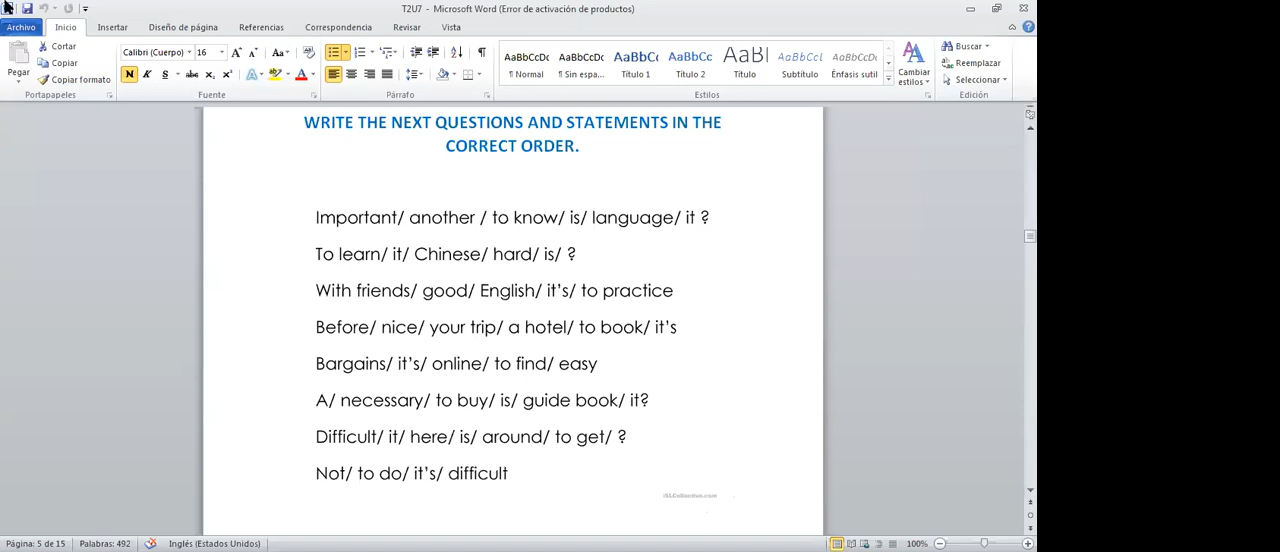 T2U7 - Microsoft Word (Error de activación de productos)
Archivo Inicio Insertar Diseño de página Referencias Correspondencia Revisar Vista
Pegar Cortar Copiar Copiar formato
Calibri (Cuerpo) 16 A A Aa
N K S abc x₂ x² A A
AaBbCcDc AaBbCcDc AaBbCc AaBbCc AaBl AaBbCcL AaBbCcDc
¶ Normal ¶ Sin espa... Título 1 Título 2 Título Subtítulo Énfasis sutil
Cambiar estilos
Buscar
Reemplazar
Seleccionar
Portapapeles Fuente Párrafo Estilos Edición
WRITE THE NEXT QUESTIONS AND STATEMENTS IN THE
CORRECT ORDER.
Important/ another / to know/ is/ language/ it ?
To learn/ it/ Chinese/ hard/ is/ ?
With friends/ good/ English/ it's/ to practice
Before/ nice/ your trip/ a hotel/ to book/ it's
Bargains/ it's/ online/ to find/ easy
A/ necessary/ to buy/ is/ guide book/ it?
Difficult/ it/ here/ is/ around/ to get/ ?
Not/ to do/ it's/ difficult
iSLCollective.com
Página: 5 de 15 Palabras: 492 Inglés (Estados Unidos) 100%